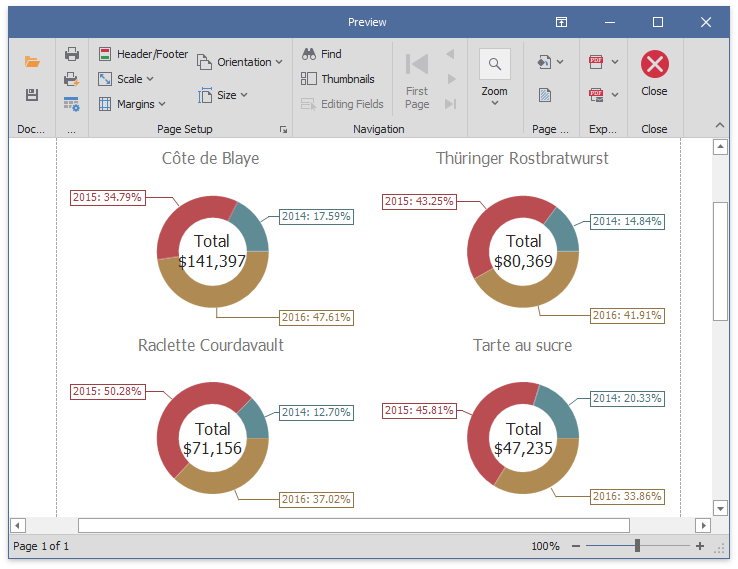 Preview
Header/Footer
Scale
Margins
Orientation
Size
Find
Thumbnails
Editing Fields
First
Page
Zoom
PDF
PDF
Close
Doc...
...
Page Setup
Navigation
Page ...
Exp...
Close
Côte de Blaye
2015: 34.79%
2014: 17.59%
Total
$141,397
2016: 47.61%
Thüringer Rostbratwurst
2015: 43.25%
2014: 14.84%
Total
$80,369
2016: 41.91%
Raclette Courdavault
2015: 50.28%
2014: 12.70%
Total
$71,156
2016: 37.02%
Tarte au sucre
2015: 45.81%
2014: 20.33%
Total
$47,235
2016: 33.86%
Page 1 of 1
100%